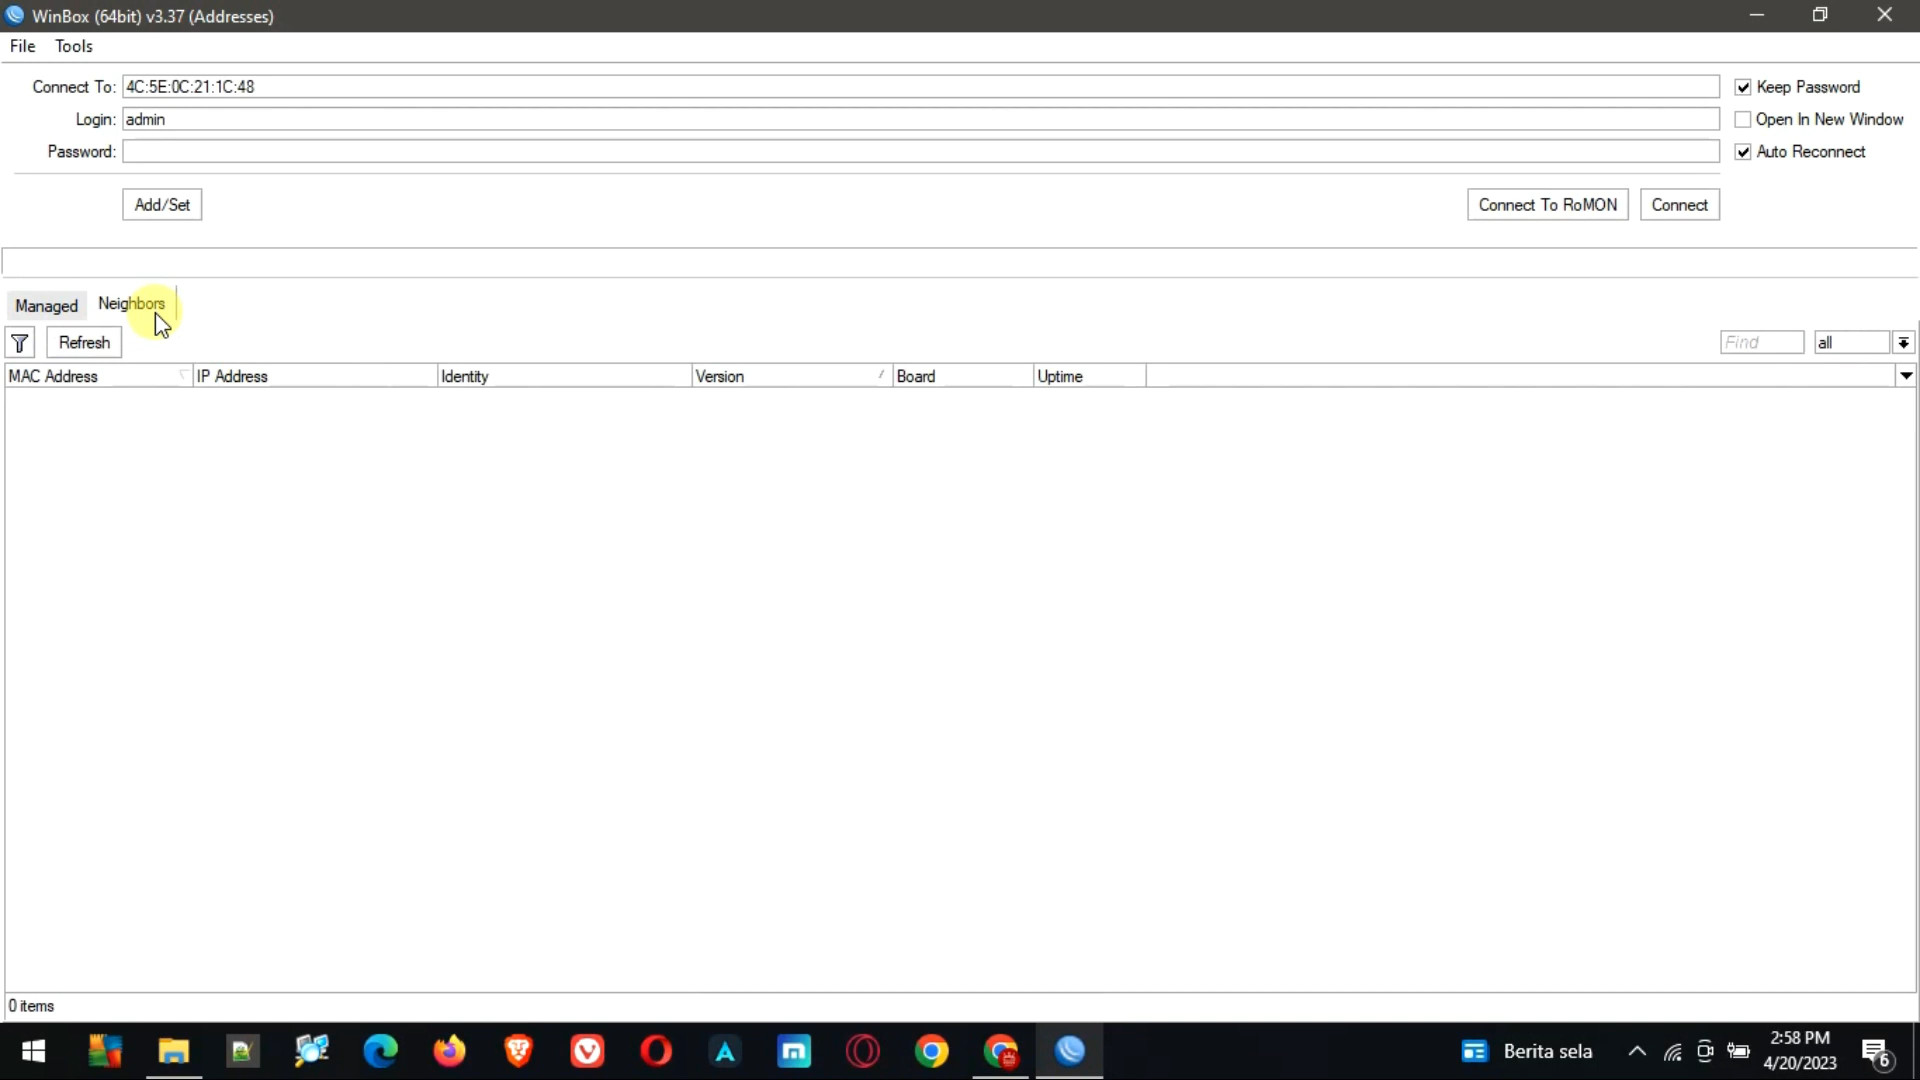 WinBox (64bit) v3.37 (Addresses)
File Tools
Connect To: 4C:5E:0C:21:1C:48
Keep Password
Login: admin
Open In New Window
Password:
Auto Reconnect
Add/Set
Connect To RoMON
Connect
Managed
Neighbors
Refresh
Find
all
MAC Address
IP Address
Identity
Version
Board
Uptime
0 items
Berita sela
2:58 PM
4/20/2023
6